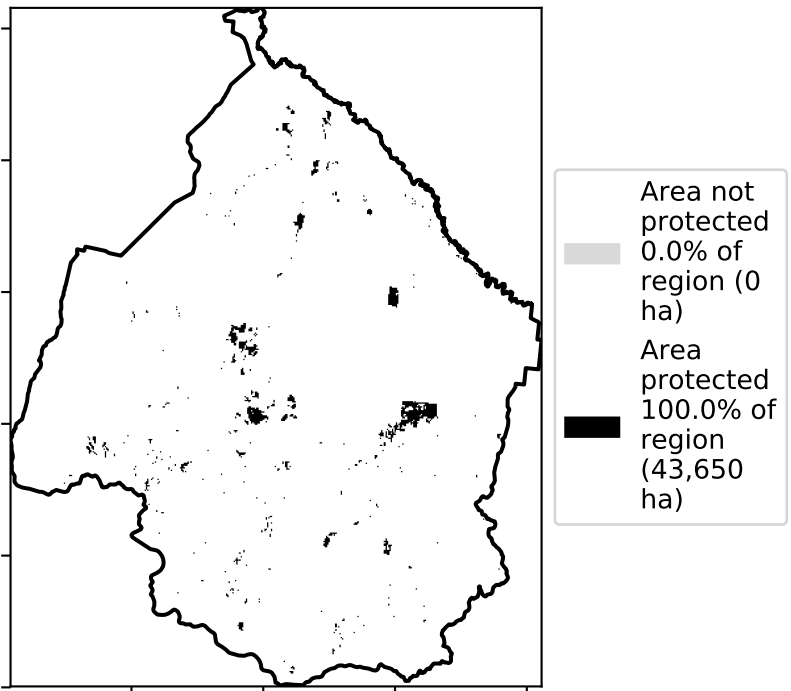 Area not
protected
0.0% of
region (0
ha)
Area
protected
100.0% of
region
(43,650
ha)